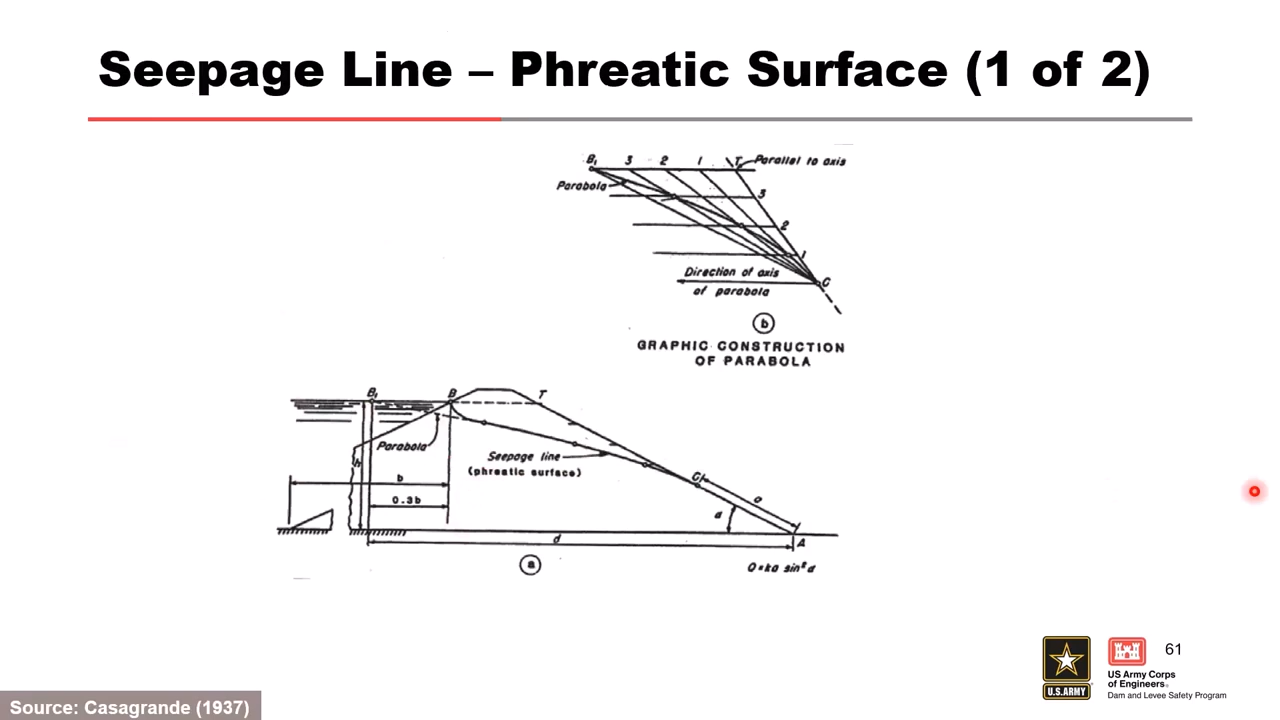 Seepage Line – Phreatic Surface (1 of 2)
B₁ 3 2 1 T Parallel to axis
Parabola
3
2
1
Direction of axis
of parabola
C
b
GRAPHIC CONSTRUCTION
OF PARABOLA
B₁ B T
Parabola
Seepage line
(phreatic surface)
h
b
0.3b
C
a
α
d
A
a
Q=ka sin²α
61
U.S. ARMY
US Army Corps
of Engineers®
Dam and Levee Safety Program
Source: Casagrande (1937)